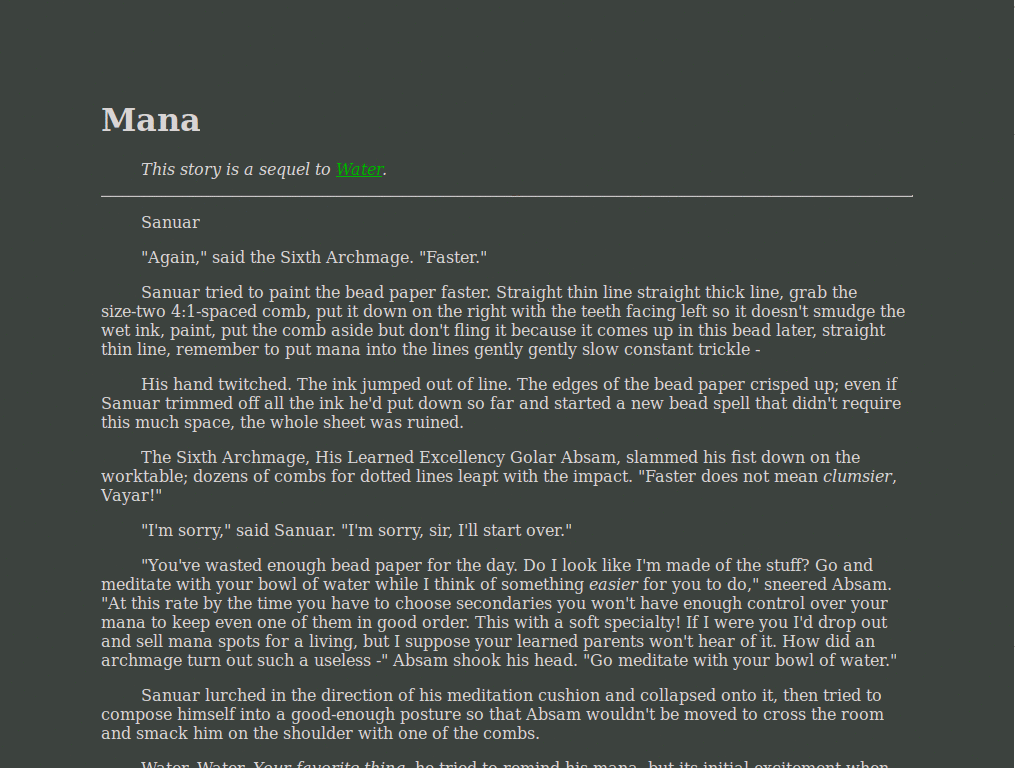 Mana
This story is a sequel to Water.
Sanuar
"Again," said the Sixth Archmage. "Faster."
Sanuar tried to paint the bead paper faster. Straight thin line straight thick line, grab the
size-two 4:1-spaced comb, put it down on the right with the teeth facing left so it doesn't smudge the
wet ink, paint, put the comb aside but don't fling it because it comes up in this bead later, straight
thin line, remember to put mana into the lines gently gently slow constant trickle -
His hand twitched. The ink jumped out of line. The edges of the bead paper crisped up; even if
Sanuar trimmed off all the ink he'd put down so far and started a new bead spell that didn't require
this much space, the whole sheet was ruined.
The Sixth Archmage, His Learned Excellency Golar Absam, slammed his fist down on the
worktable; dozens of combs for dotted lines leapt with the impact. "Faster does not mean clumsier,
Vayar!"
"I'm sorry," said Sanuar. "I'm sorry, sir, I'll start over."
"You've wasted enough bead paper for the day. Do I look like I'm made of the stuff? Go and
meditate with your bowl of water while I think of something easier for you to do," sneered Absam.
"At this rate by the time you have to choose secondaries you won't have enough control over your
mana to keep even one of them in good order. This with a soft specialty! If I were you I'd drop out
and sell mana spots for a living, but I suppose your learned parents won't hear of it. How did an
archmage turn out such a useless -" Absam shook his head. "Go meditate with your bowl of water."
Sanuar lurched in the direction of his meditation cushion and collapsed onto it, then tried to
compose himself into a good-enough posture so that Absam wouldn't be moved to cross the room
and smack him on the shoulder with one of the combs.
Water. Water. Your favorite thing, he tried to remind his mana, but its initial excitement when